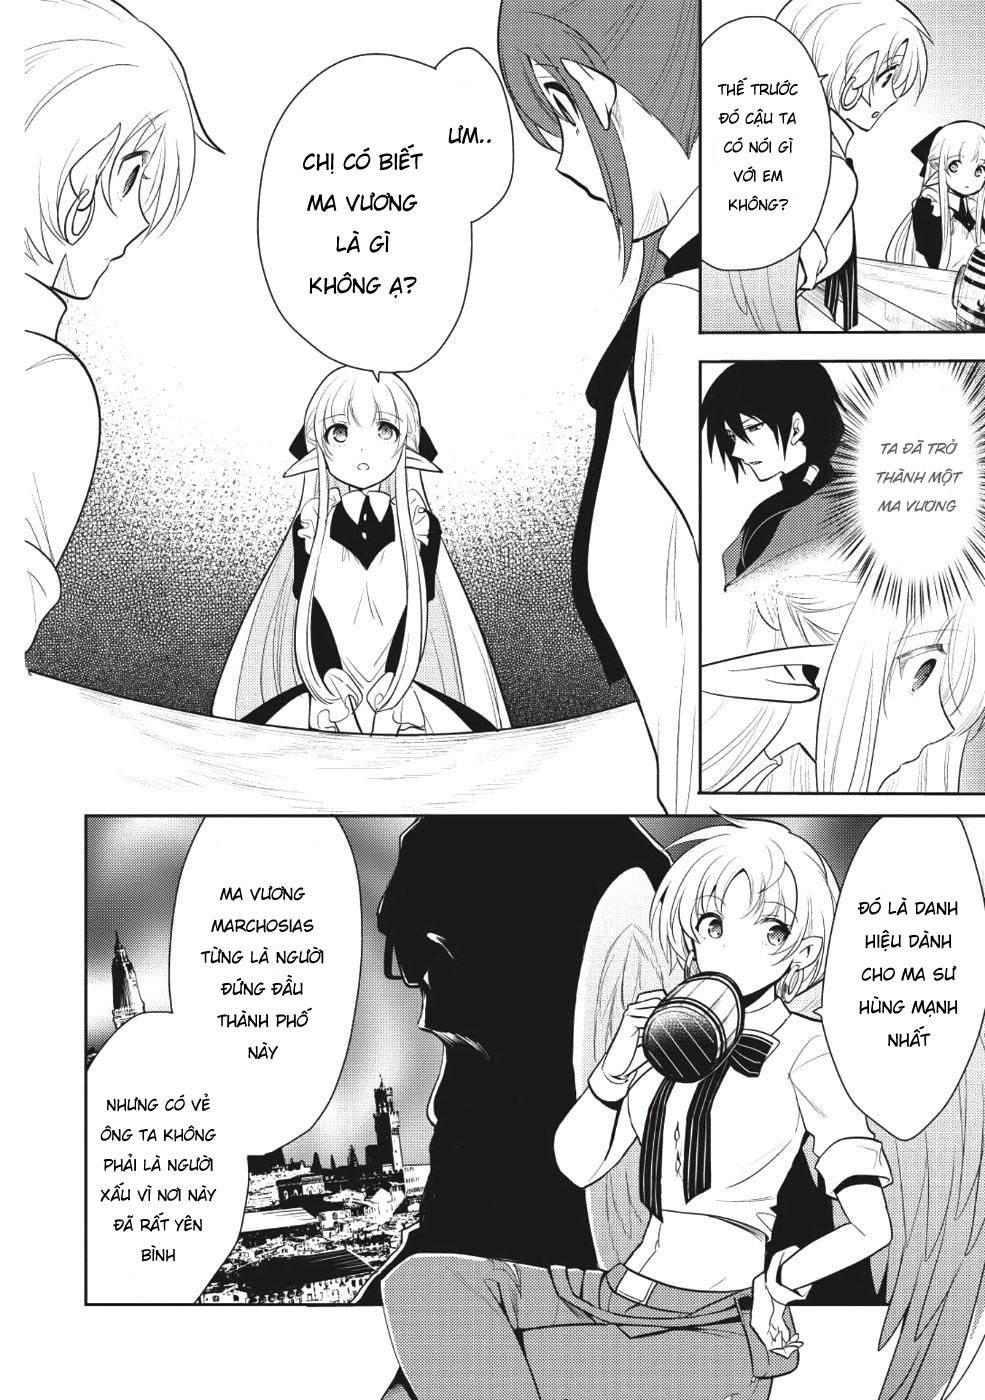 THẾ TRƯỚC
ĐÓ CẬU TA
CÓ NÓI GÌ
VỚI EM
KHÔNG?
TA ĐÃ TRỞ
THÀNH MỘT
MA VƯƠNG
ƯM..
CHỊ CÓ BIẾT
MA VƯƠNG
LÀ GÌ
KHÔNG Ạ?
ĐÓ LÀ DANH
HIỆU DÀNH
CHO MA SƯ
HÙNG MẠNH
NHẤT
MA VƯƠNG
MARCHOSIAS
TỪNG LÀ NGƯỜI
ĐỨNG ĐẦU
THÀNH PHỐ
NÀY
NHƯNG CÓ VẺ
ÔNG TA KHÔNG
PHẢI LÀ NGƯỜI
XẤU VÌ NƠI NÀY
ĐÃ RẤT YÊN
BÌNH